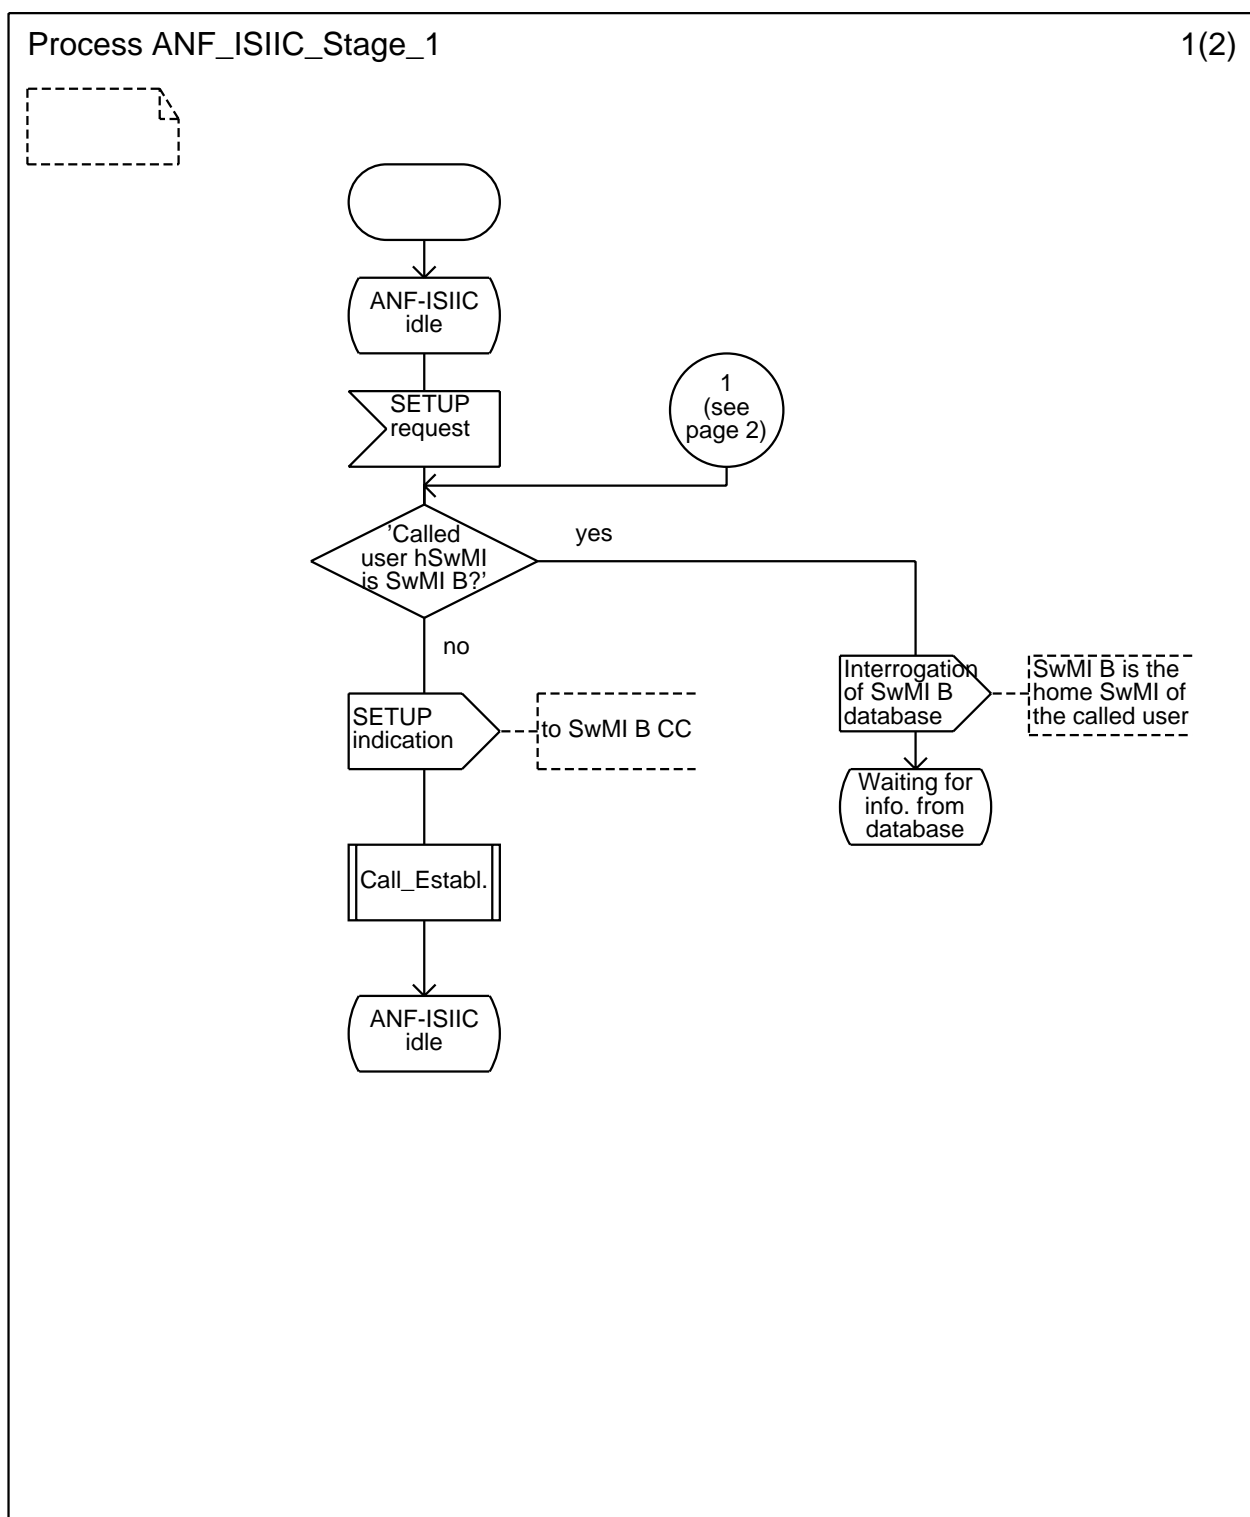 Process ANF_ISIIC_Stage_1
1(2)
ANF-ISIIC
idle
SETUP
request
1
(see
page 2)
'Called
user hSwMI
is SwMI B?'
yes
no
Interrogation
of SwMI B
database
SwMI B is the
home SwMI of
the called user
SETUP
indication
to SwMI B CC
Waiting for
info. from
database
Call_Establ.
ANF-ISIIC
idle